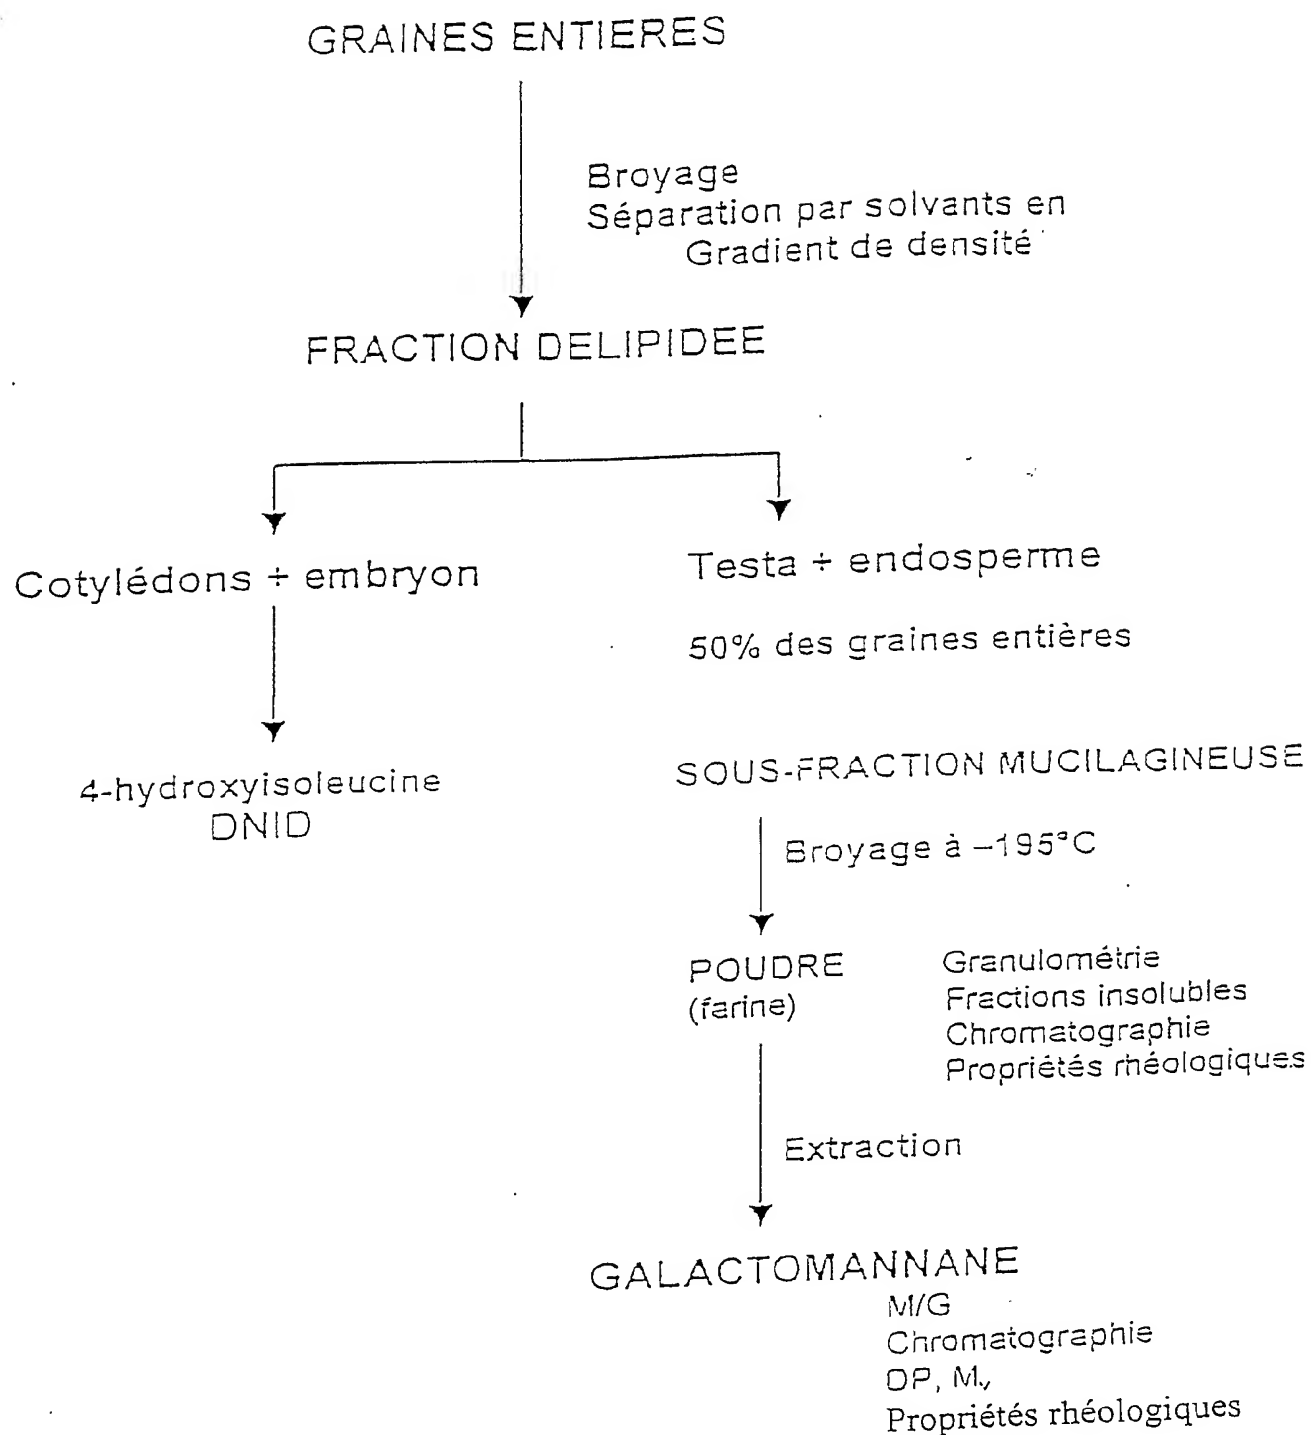 GRAINES ENTIERES
Broyage
Séparation par solvants en
Gradient de densité
FRACTION DELIPIDEE
Cotylédons + embryon
Testa + endosperme
50% des graines entières
4-hydroxyisoleucine
DNID
SOUS-FRACTION MUCILAGINEUSE
Broyage à –195°C
POUDRE
(farine)
Granulométrie
Fractions insolubles
Chromatographie
Propriétés rhéologiques
Extraction
GALACTOMANNANE
M/G
Chromatographie
DP,
Propriétés rhéologiques